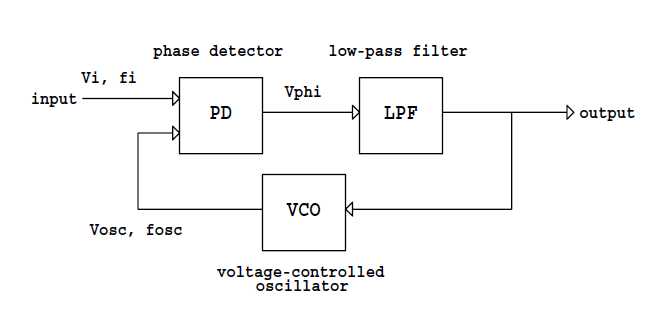 phase detector
low-pass filter
Vi, fi
input
PD
Vphi
LPF
output
VCO
Vosc, fosc
voltage-controlled
oscillator